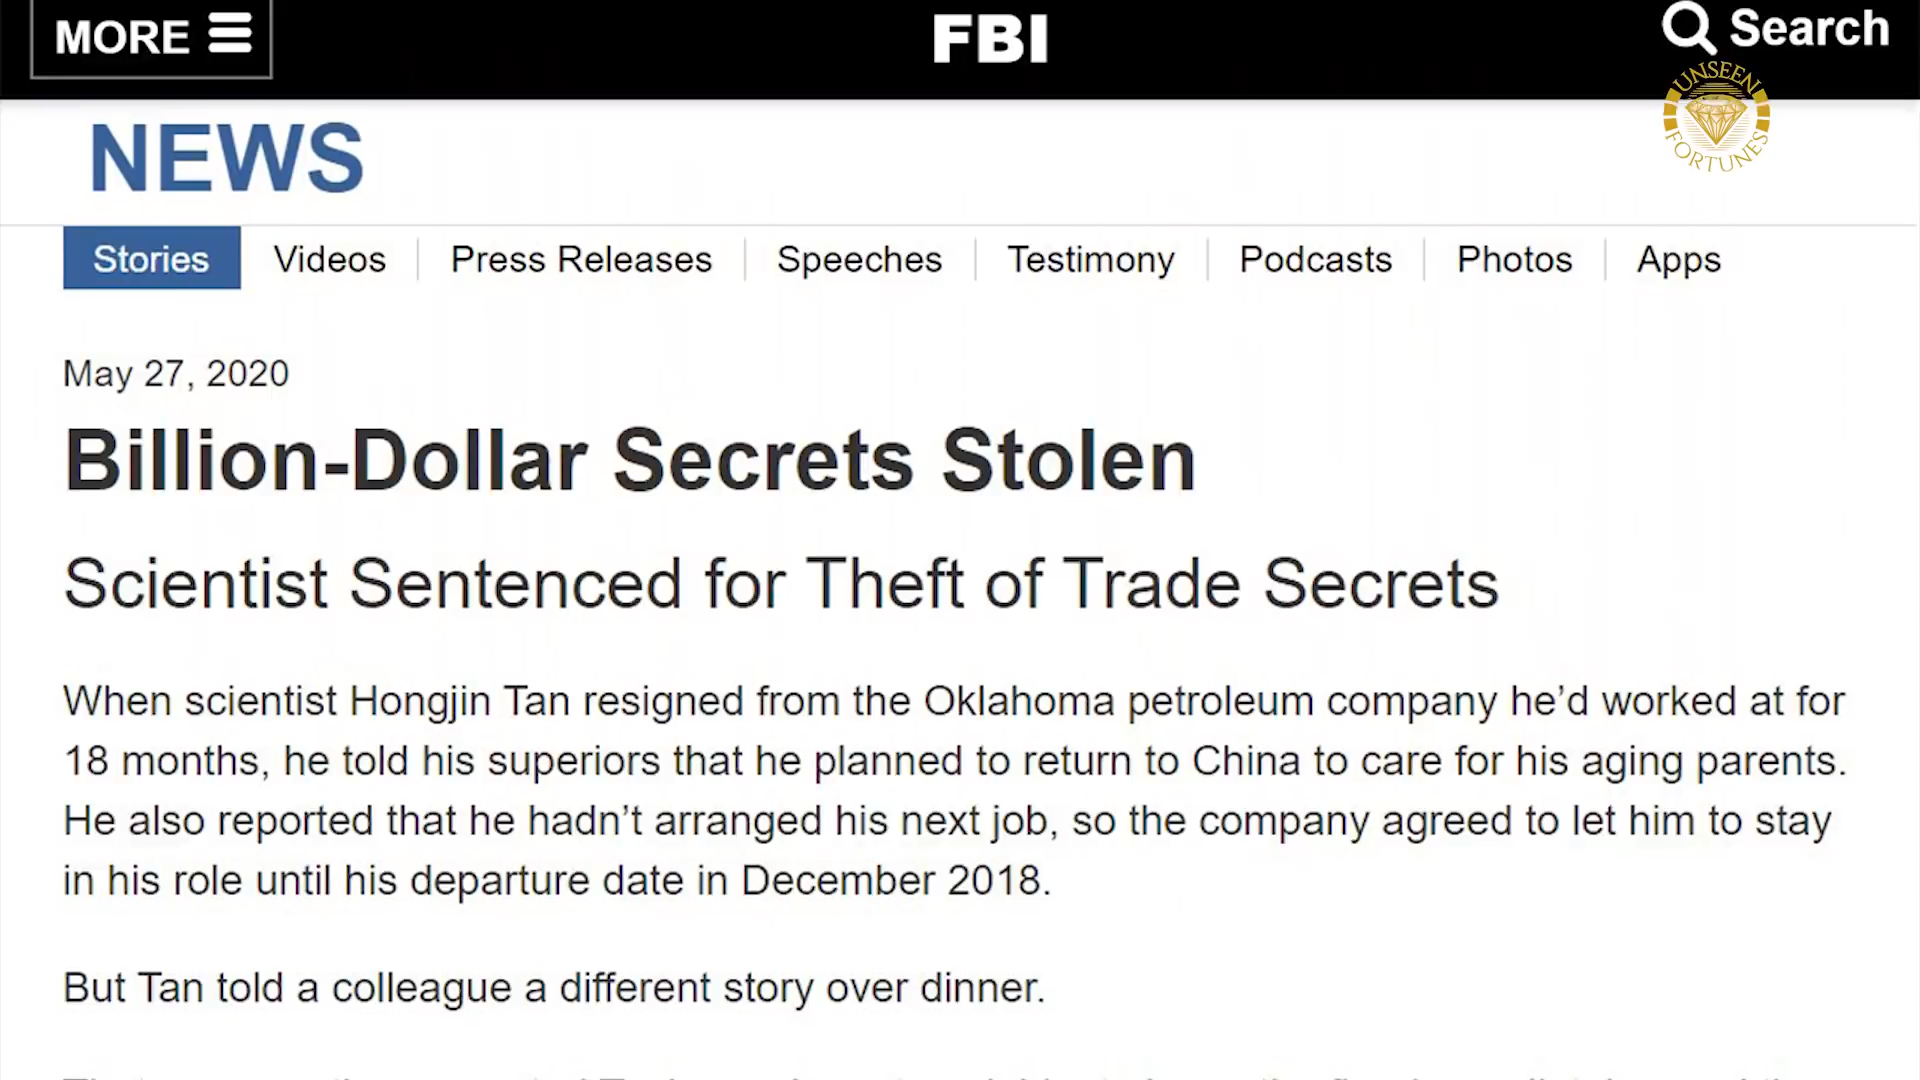 MORE
FBI
Search
UNSEEN
FORTUNES
NEWS
Stories
Videos
Press Releases
Speeches
Testimony
Podcasts
Photos
Apps
May 27, 2020
Billion-Dollar Secrets Stolen
Scientist Sentenced for Theft of Trade Secrets
When scientist Hongjin Tan resigned from the Oklahoma petroleum company he’d worked at for
18 months, he told his superiors that he planned to return to China to care for his aging parents.
He also reported that he hadn’t arranged his next job, so the company agreed to let him to stay
in his role until his departure date in December 2018.
But Tan told a colleague a different story over dinner.